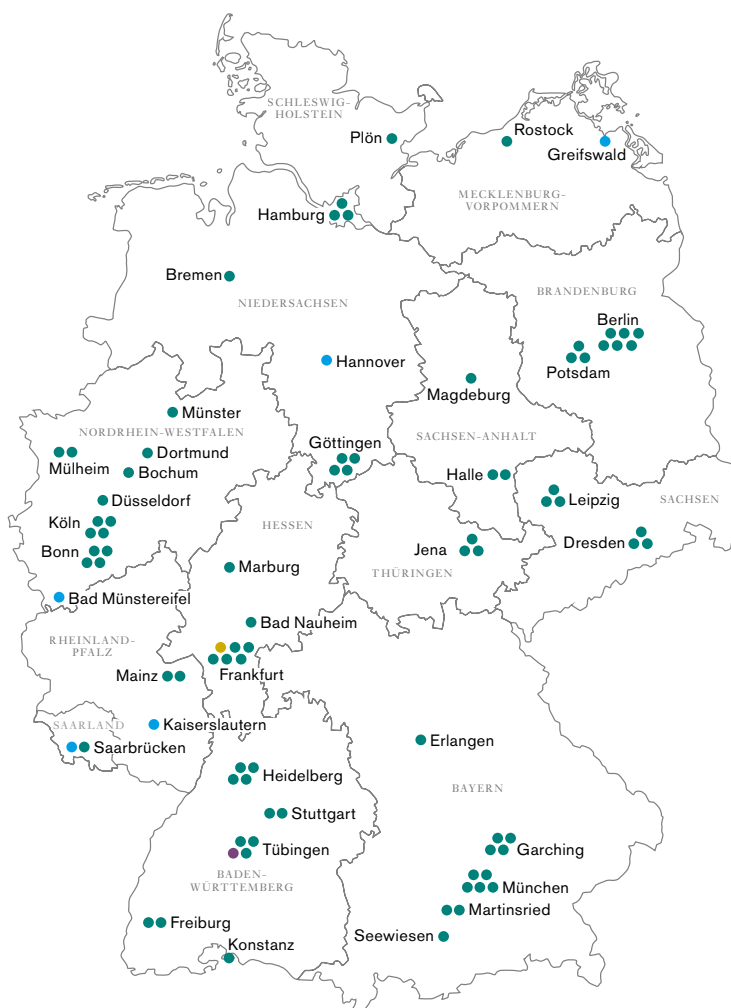 SCHLESWIG-
HOLSTEIN
Plön
Rostock
Greifswald
MECKLENBURG-
VORPOMMERN
Hamburg
Bremen
NIEDERSACHSEN
BRANDENBURG
Berlin
Potsdam
Hannover
Magdeburg
Münster
NORDRHEIN-WESTFALEN
Mülheim
Dortmund
Bochum
Göttingen
SACHSEN-ANHALT
Halle
Düsseldorf
Leipzig
SACHSEN
Köln
HESSEN
Bonn
Jena
Dresden
Marburg
THÜRINGEN
Bad Münstereifel
Bad Nauheim
RHEINLAND-
PFALZ
Mainz
Frankfurt
SAARLAND
Kaiserslautern
Saarbrücken
Erlangen
Heidelberg
BAYERN
Stuttgart
Tübingen
Garching
BADEN-
WÜRTTEMBERG
München
Martinsried
Freiburg
Seewiesen
Konstanz